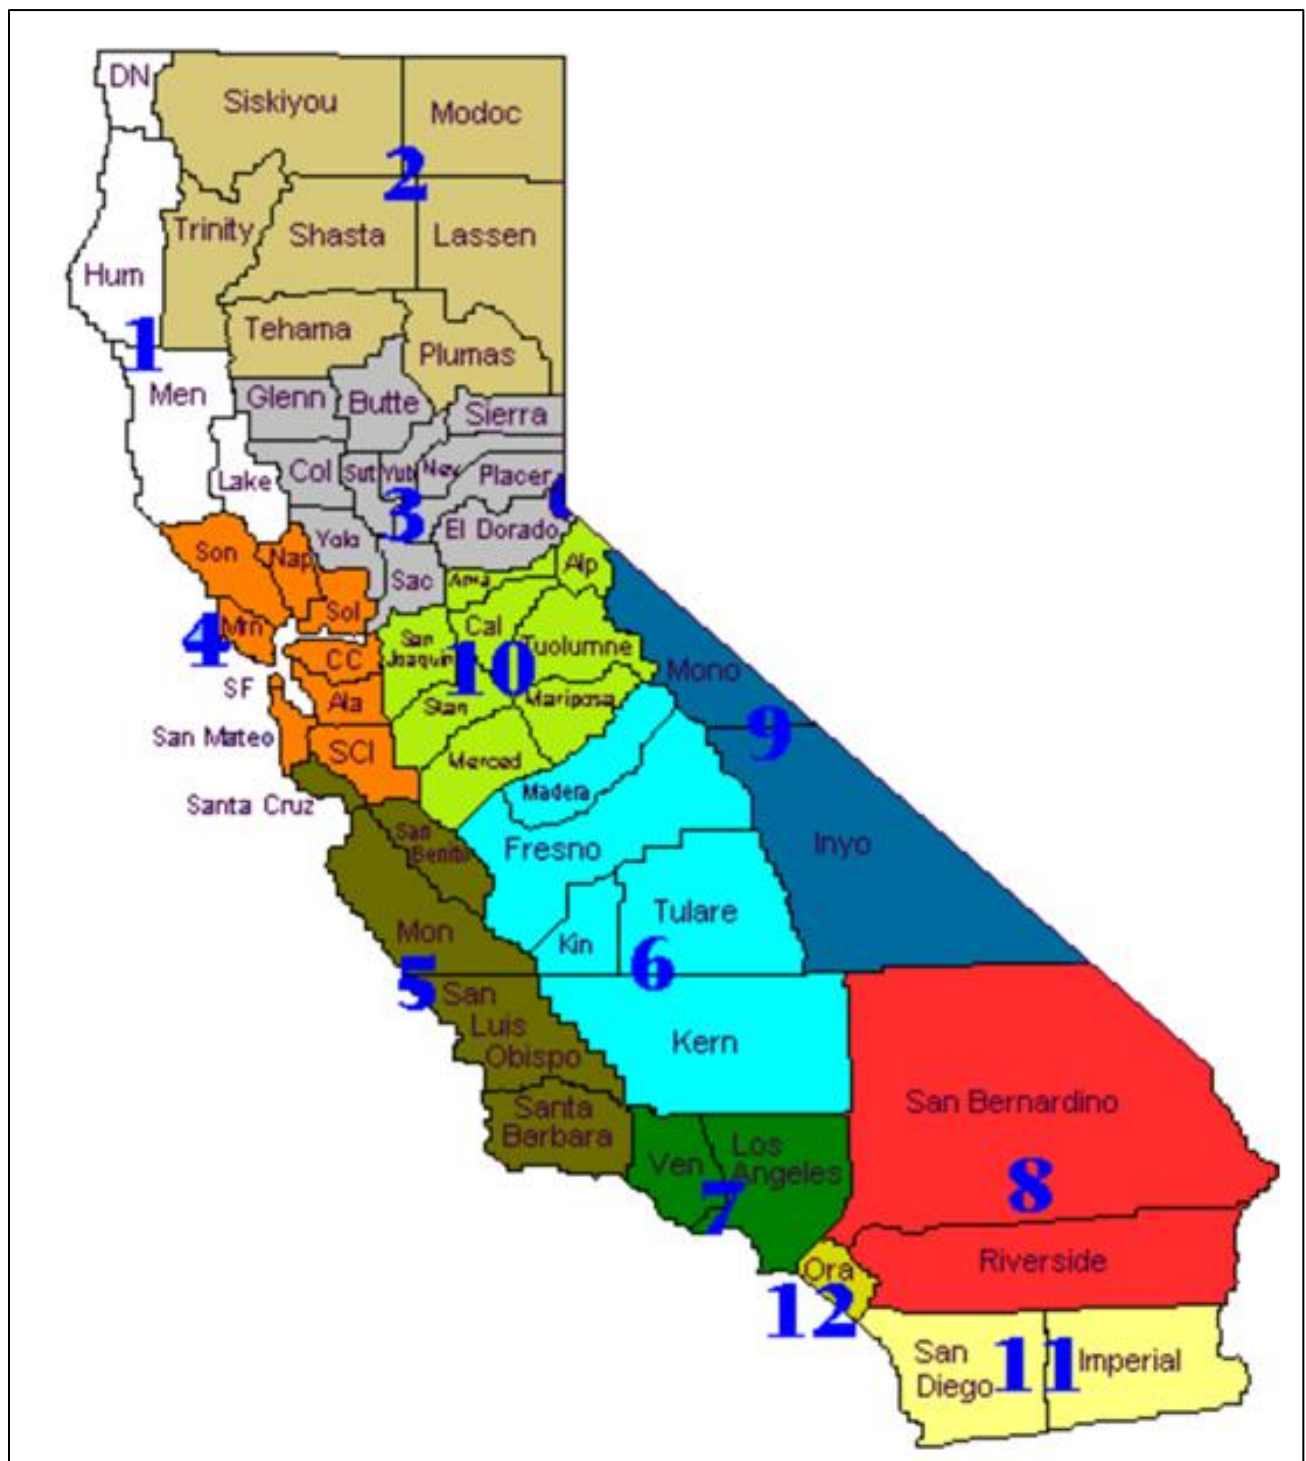 DN
Siskiyou
Modoc
2
Trinity
Shasta
Lassen
Hum
Tehama
1
Plumas
Men
Glenn
Butte
Sierra
Lake
Col
Sut
Yub
Nev
Placer
3
El Dorado
Yolo
Son
Nap
Sac
Ama
Alp
Sol
4
Mrn
Cal
San
Joaquin
Tuolumne
10
CC
Mono
SF
Ala
Stan
Mariposa
9
San Mateo
SCl
Merced
Santa Cruz
Madera
San
Benito
Fresno
Inyo
Mon
Kin
Tulare
6
5
San
Luis
Obispo
Kern
Santa
Barbara
San Bernardino
Ven
Los
Angeles
8
7
Riverside
Ora
12
San
Diego
11
Imperial